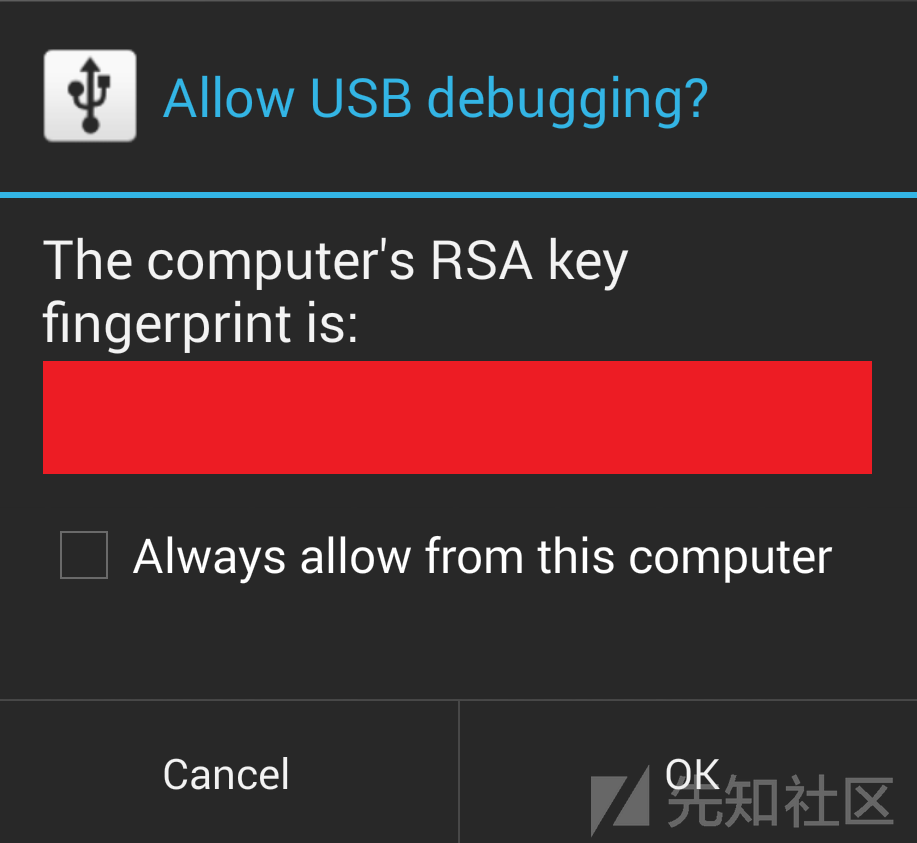 Allow USB debugging?
The computer's RSA key
fingerprint is:
Always allow from this computer
Cancel
OK
先知社区